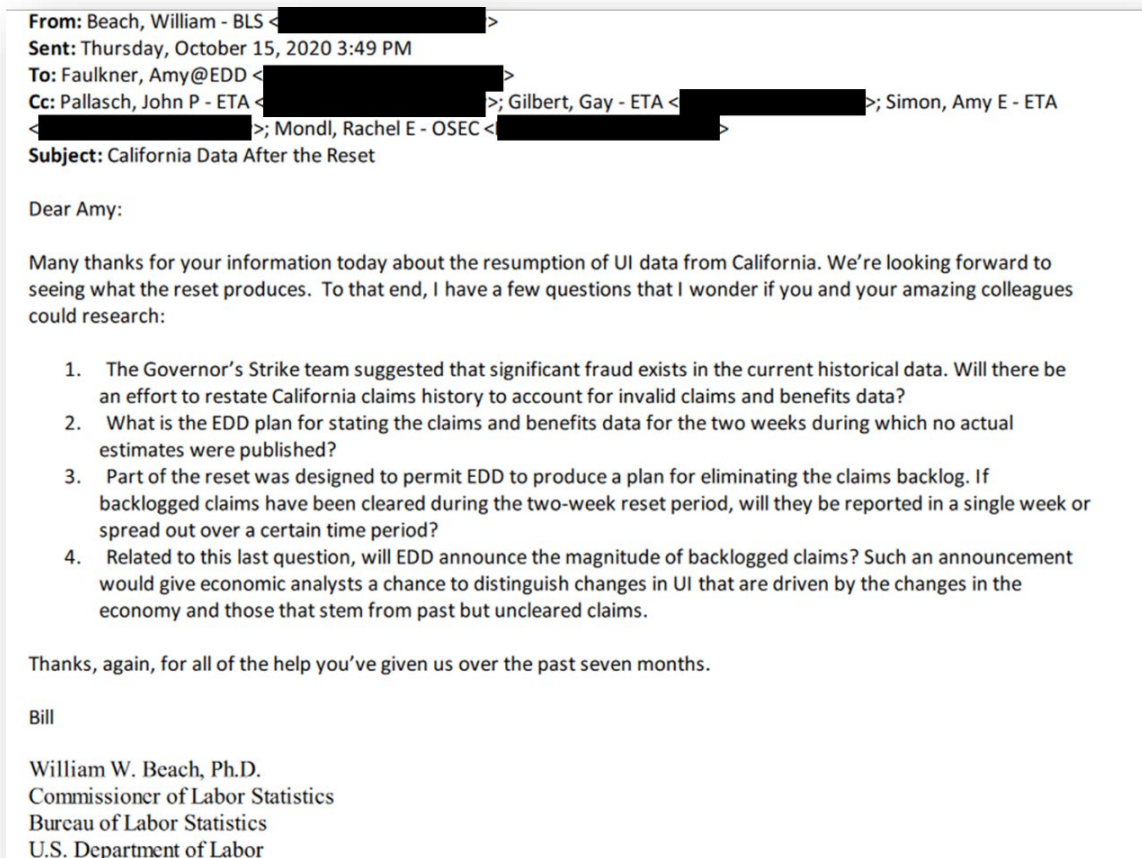 From: Beach, William - BLS < >
Sent: Thursday, October 15, 2020 3:49 PM
To: Faulkner, Amy@EDD < >
Cc: Pallasch, John P - ETA < >; Gilbert, Gay - ETA < >; Simon, Amy E - ETA
< >; Mondl, Rachel E - OSEC < >
Subject: California Data After the Reset
Dear Amy:
Many thanks for your information today about the resumption of UI data from California. We’re looking forward to
seeing what the reset produces. To that end, I have a few questions that I wonder if you and your amazing colleagues
could research:
1. The Governor’s Strike team suggested that significant fraud exists in the current historical data. Will there be
an effort to restate California claims history to account for invalid claims and benefits data?
2. What is the EDD plan for stating the claims and benefits data for the two weeks during which no actual
estimates were published?
3. Part of the reset was designed to permit EDD to produce a plan for eliminating the claims backlog. If
backlogged claims have been cleared during the two-week reset period, will they be reported in a single week or
spread out over a certain time period?
4. Related to this last question, will EDD announce the magnitude of backlogged claims? Such an announcement
would give economic analysts a chance to distinguish changes in UI that are driven by the changes in the
economy and those that stem from past but uncleared claims.
Thanks, again, for all of the help you’ve given us over the past seven months.
Bill
William W. Beach, Ph.D.
Commissioner of Labor Statistics
Bureau of Labor Statistics
U.S. Department of Labor